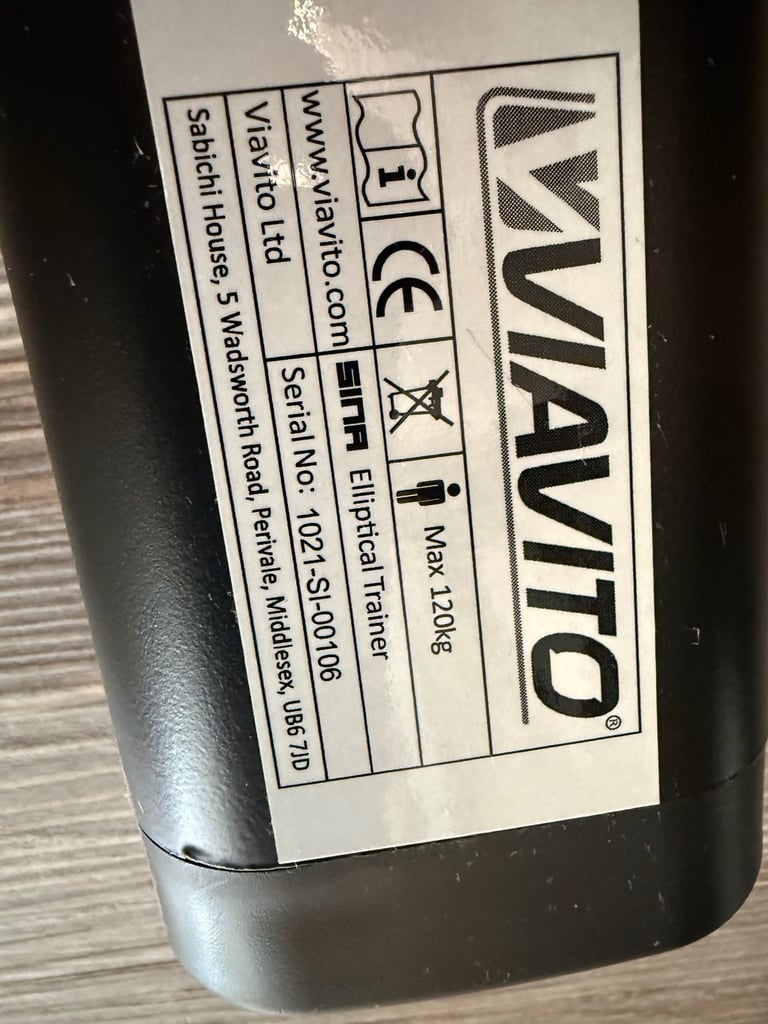 VIAVITO®
i CE Max 120kg
www.viavito.com SINA Elliptical Trainer
Viavito Ltd Serial No: 1021-SI-00106
Sabichi House, 5 Wadsworth Road, Perivale, Middlesex, UB6 7JD